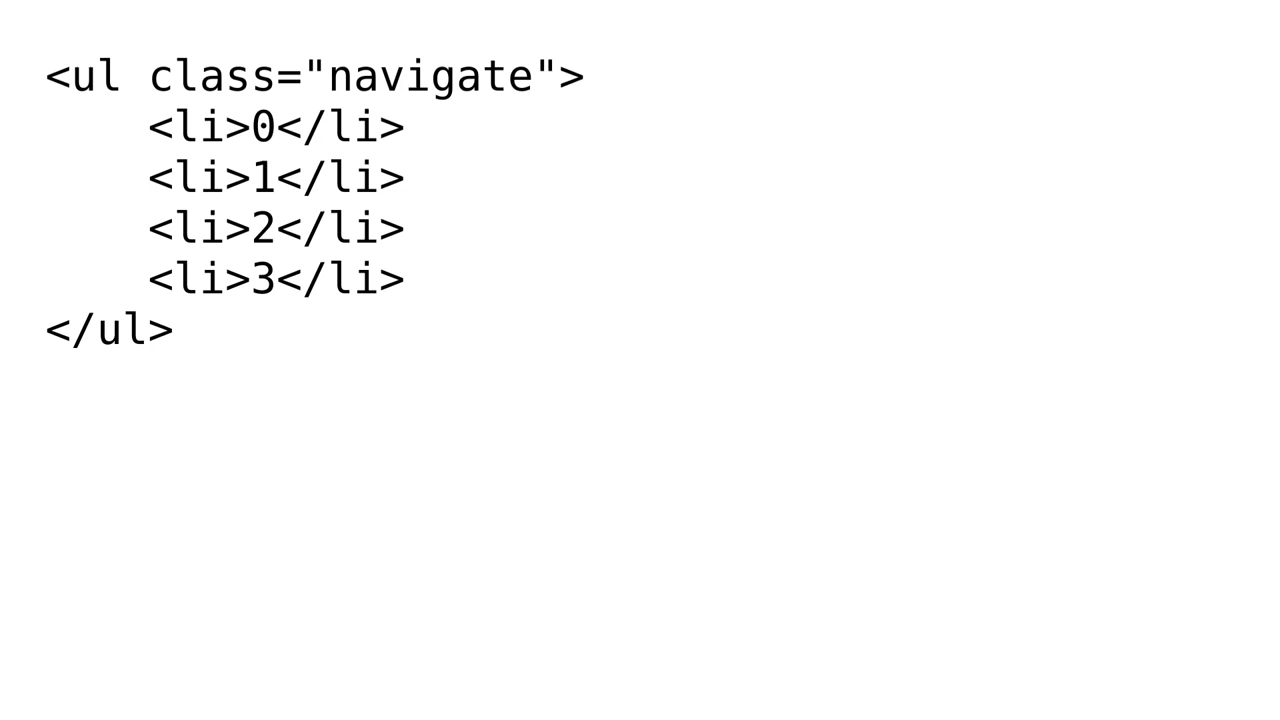 <ul class="navigate">
    <li>0</li>
    <li>1</li>
    <li>2</li>
    <li>3</li>
</ul>